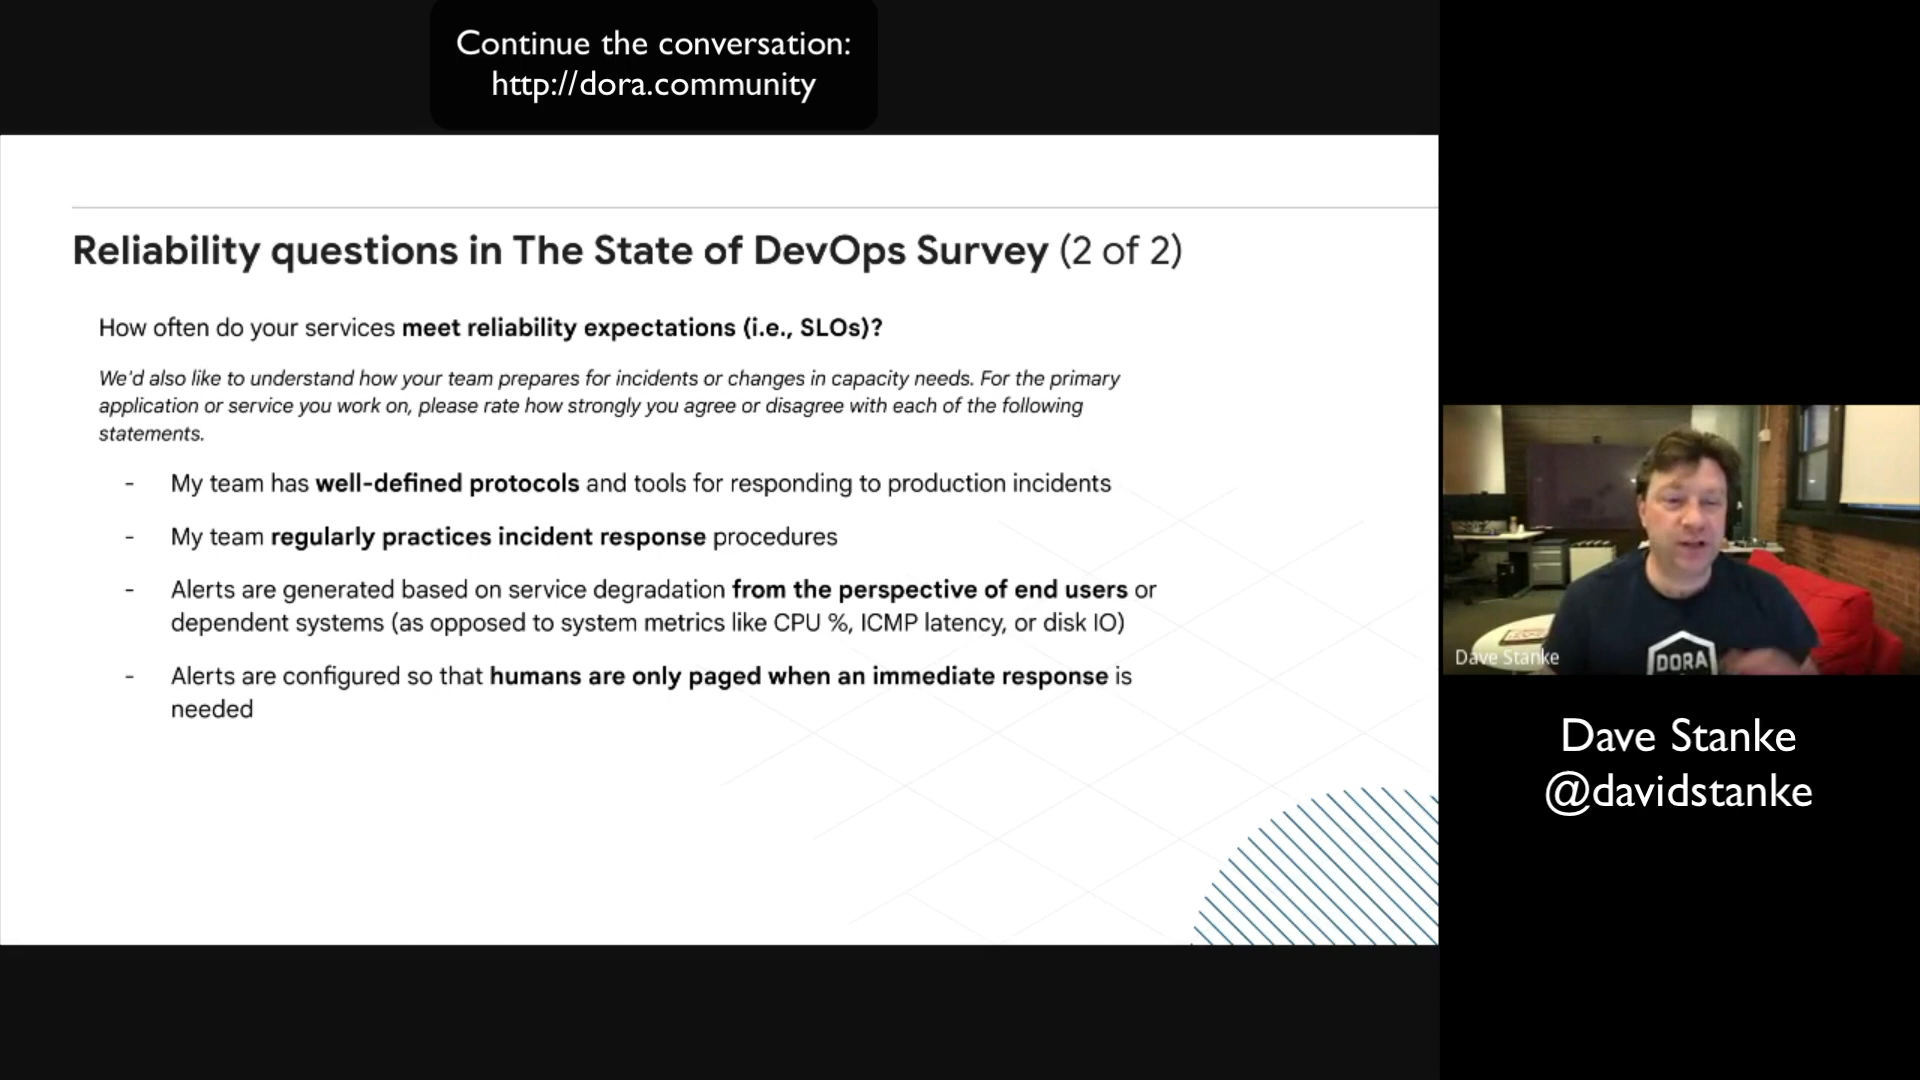 Continue the conversation:
http://dora.community
Reliability questions in The State of DevOps Survey (2 of 2)
How often do your services meet reliability expectations (i.e., SLOs)?
We'd also like to understand how your team prepares for incidents or changes in capacity needs. For the primary
application or service you work on, please rate how strongly you agree or disagree with each of the following
statements.
- My team has well-defined protocols and tools for responding to production incidents
- My team regularly practices incident response procedures
- Alerts are generated based on service degradation from the perspective of end users or
dependent systems (as opposed to system metrics like CPU %, ICMP latency, or disk IO)
- Alerts are configured so that humans are only paged when an immediate response is
needed
DORA
Dave Stanke
Dave Stanke
@davidstanke